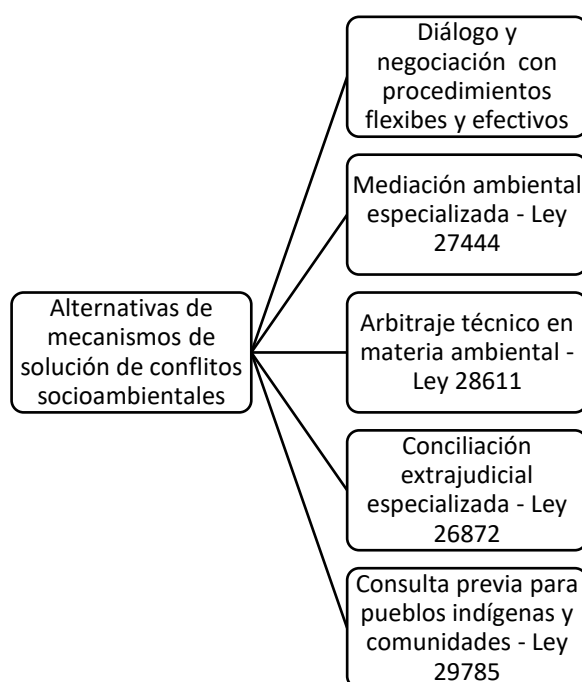 Diálogo y
negociación con
procedimientos
flexibles y efectivos
Mediación ambiental
especializada - Ley
27444
Alternativas de
mecanismos de
solución de conflitos
socioambientales
Arbitraje técnico en
materia ambiental -
Ley 28611
Conciliación
extrajudicial
especializada - Ley
26872
Consulta previa para
pueblos indígenas y
comunidades - Ley
29785